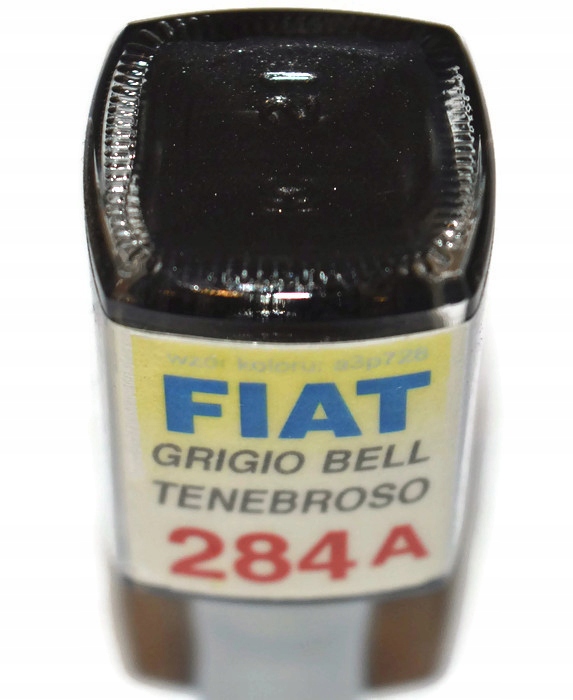 FIAT
GRIGIO BELL
TENEBROSO
284 A